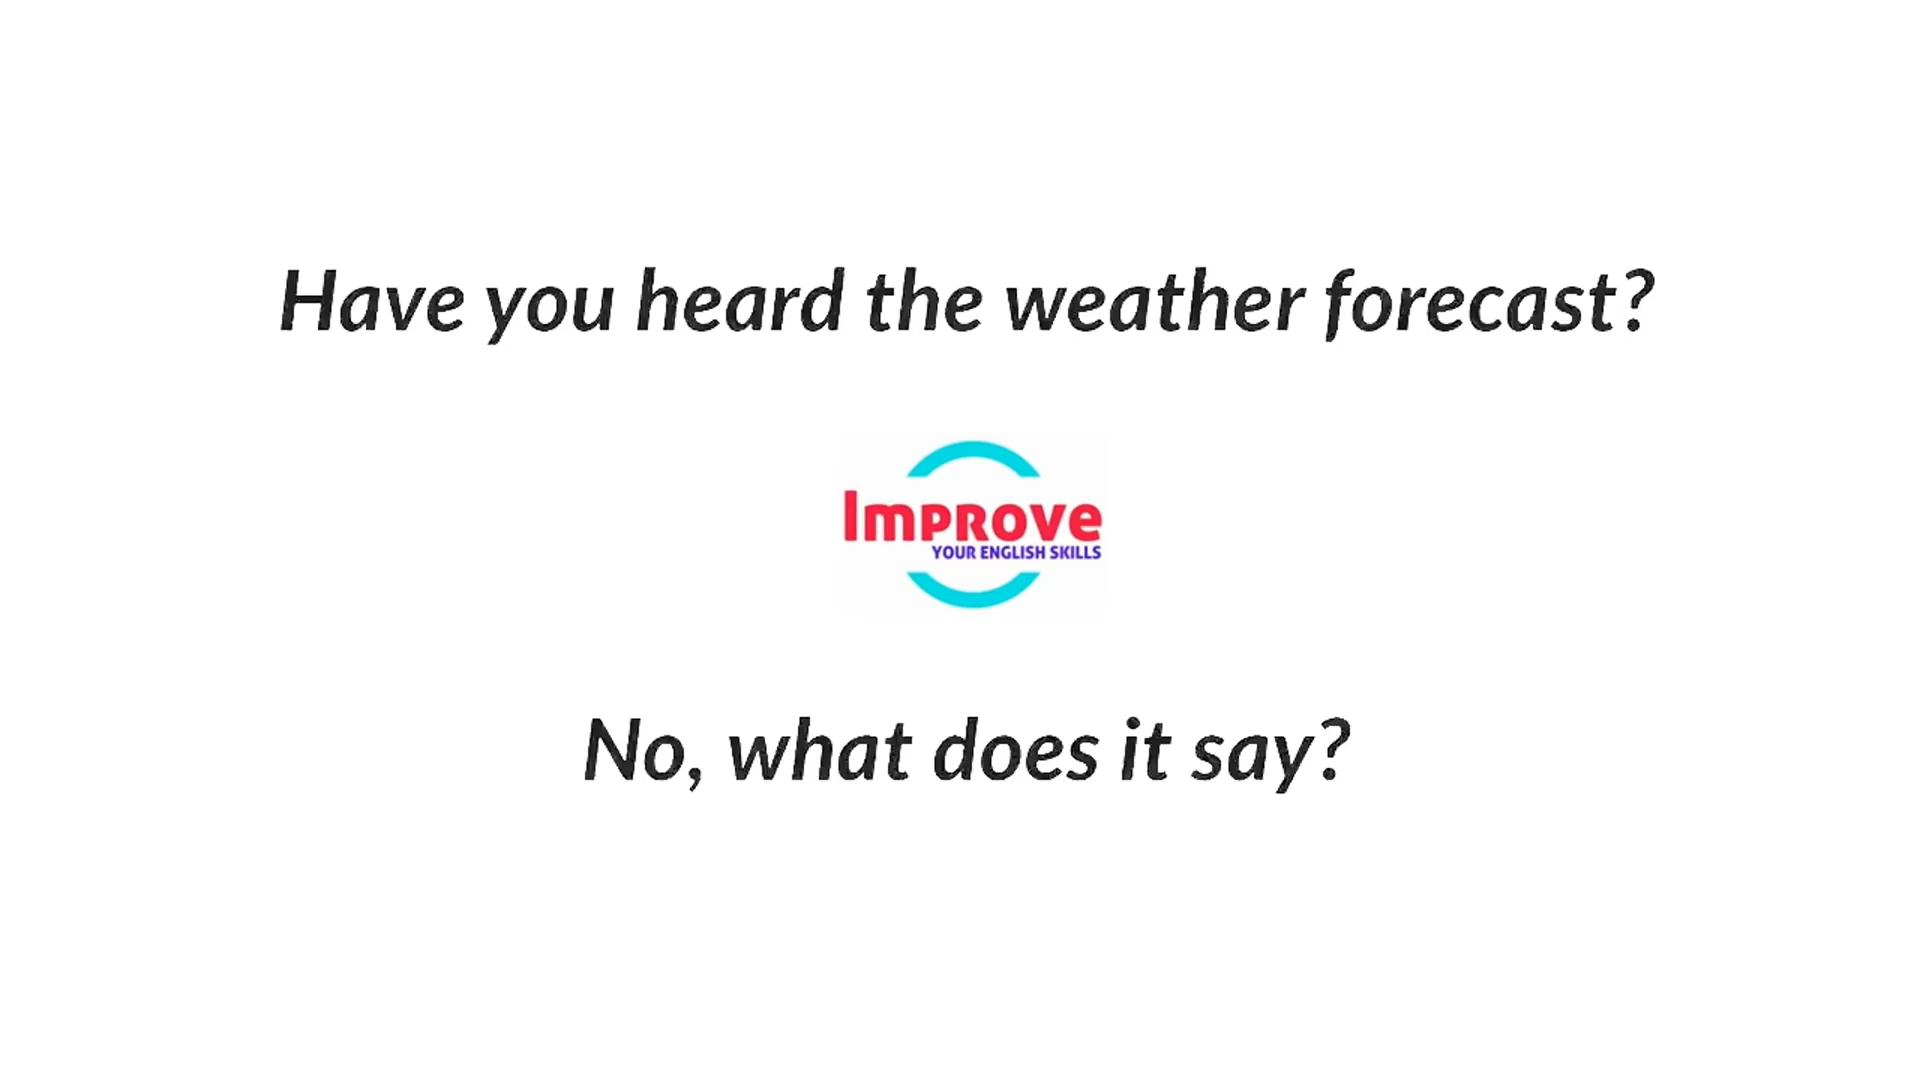 Have you heard the weather forecast?
Improve
YOUR ENGLISH SKILLS
No, what does it say?